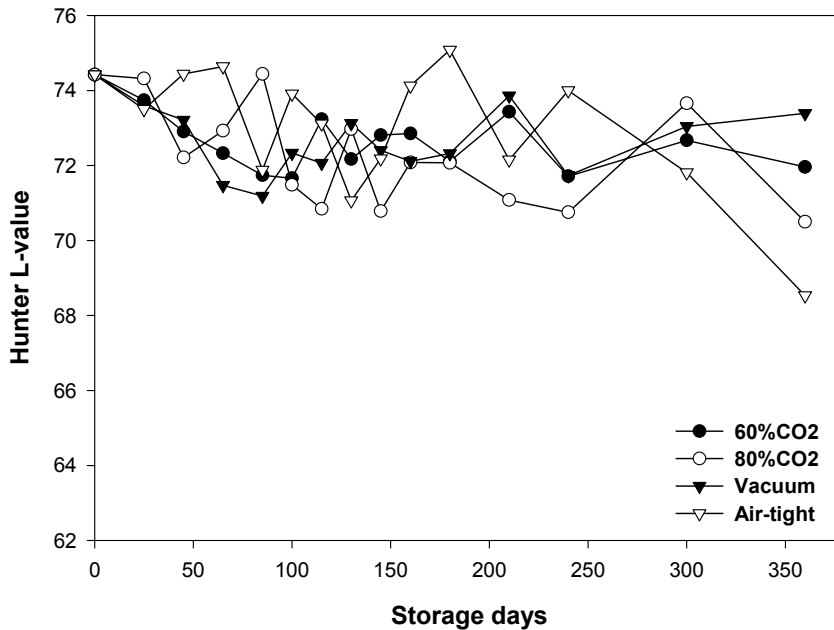 76
74
72
70
68
66
64
62
Hunter L-value
0 50 100 150 200 250 300 350
Storage days
60%CO2
80%CO2
Vacuum
Air-tight